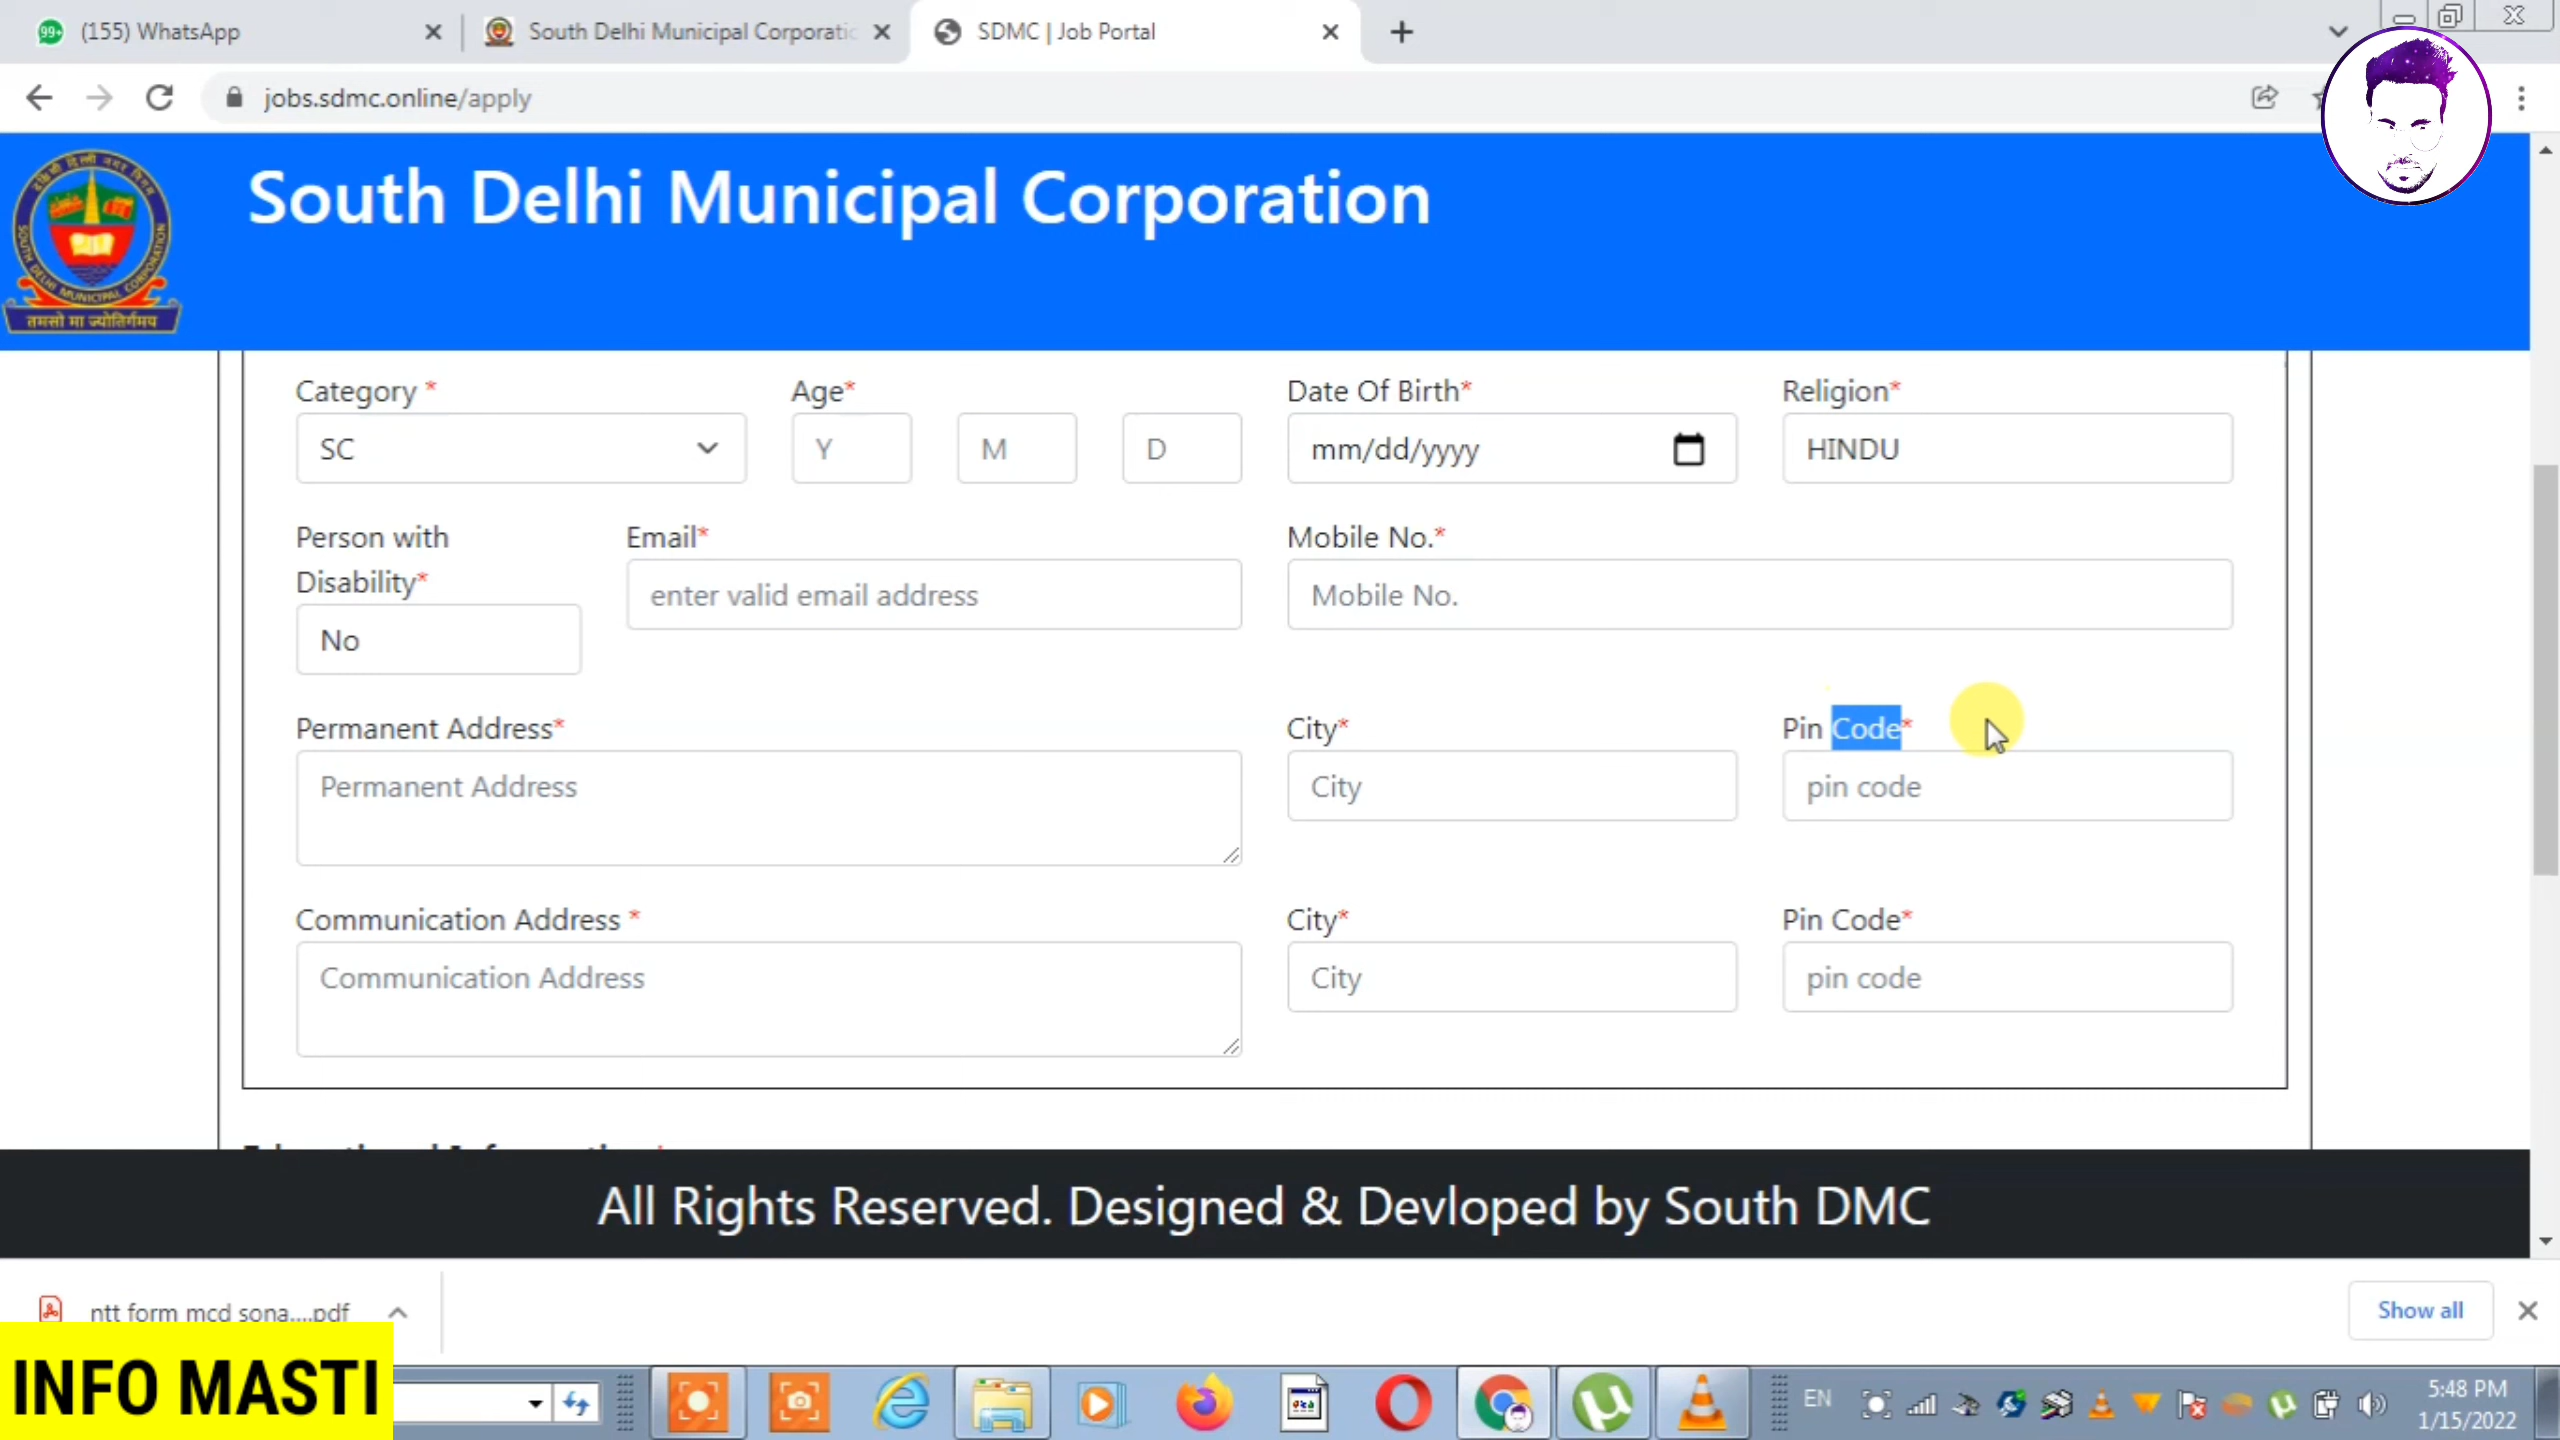 (155) WhatsApp
South Delhi Municipal Corporatic
SDMC | Job Portal
jobs.sdmc.online/apply
South Delhi Municipal Corporation
SOUTH DELHI MUNICIPAL CORPORATION
तमसो मा ज्योतिर्गमय
Category * Age* Date Of Birth* Religion*
SC Y M D mm/dd/yyyy HINDU
Person with Disability* Email* Mobile No.*
No enter valid email address Mobile No.
Permanent Address* City* Pin Code*
Permanent Address City pin code
Communication Address * City* Pin Code*
Communication Address City pin code
All Rights Reserved. Designed & Devloped by South DMC
ntt form mcd sona....pdf
Show all
INFO MASTI
EN
5:48 PM
1/15/2022